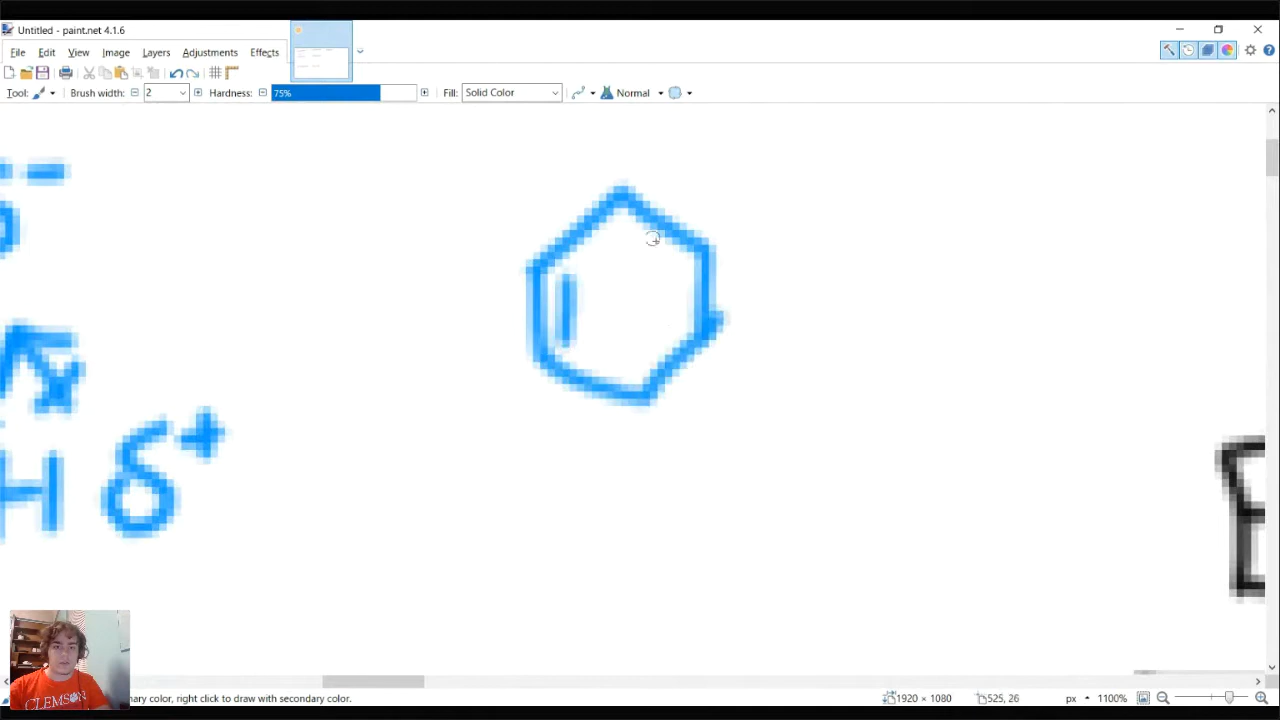 Untitled - paint.net 4.1.6
File Edit View Image Layers Adjustments Effects
Tool: Brush width: 2 Hardness: 75% Fill: Solid Color Normal
δ+
H
CLEMSON
nary color, right click to draw with secondary color. 1920 × 1080 525, 26 px 1100%